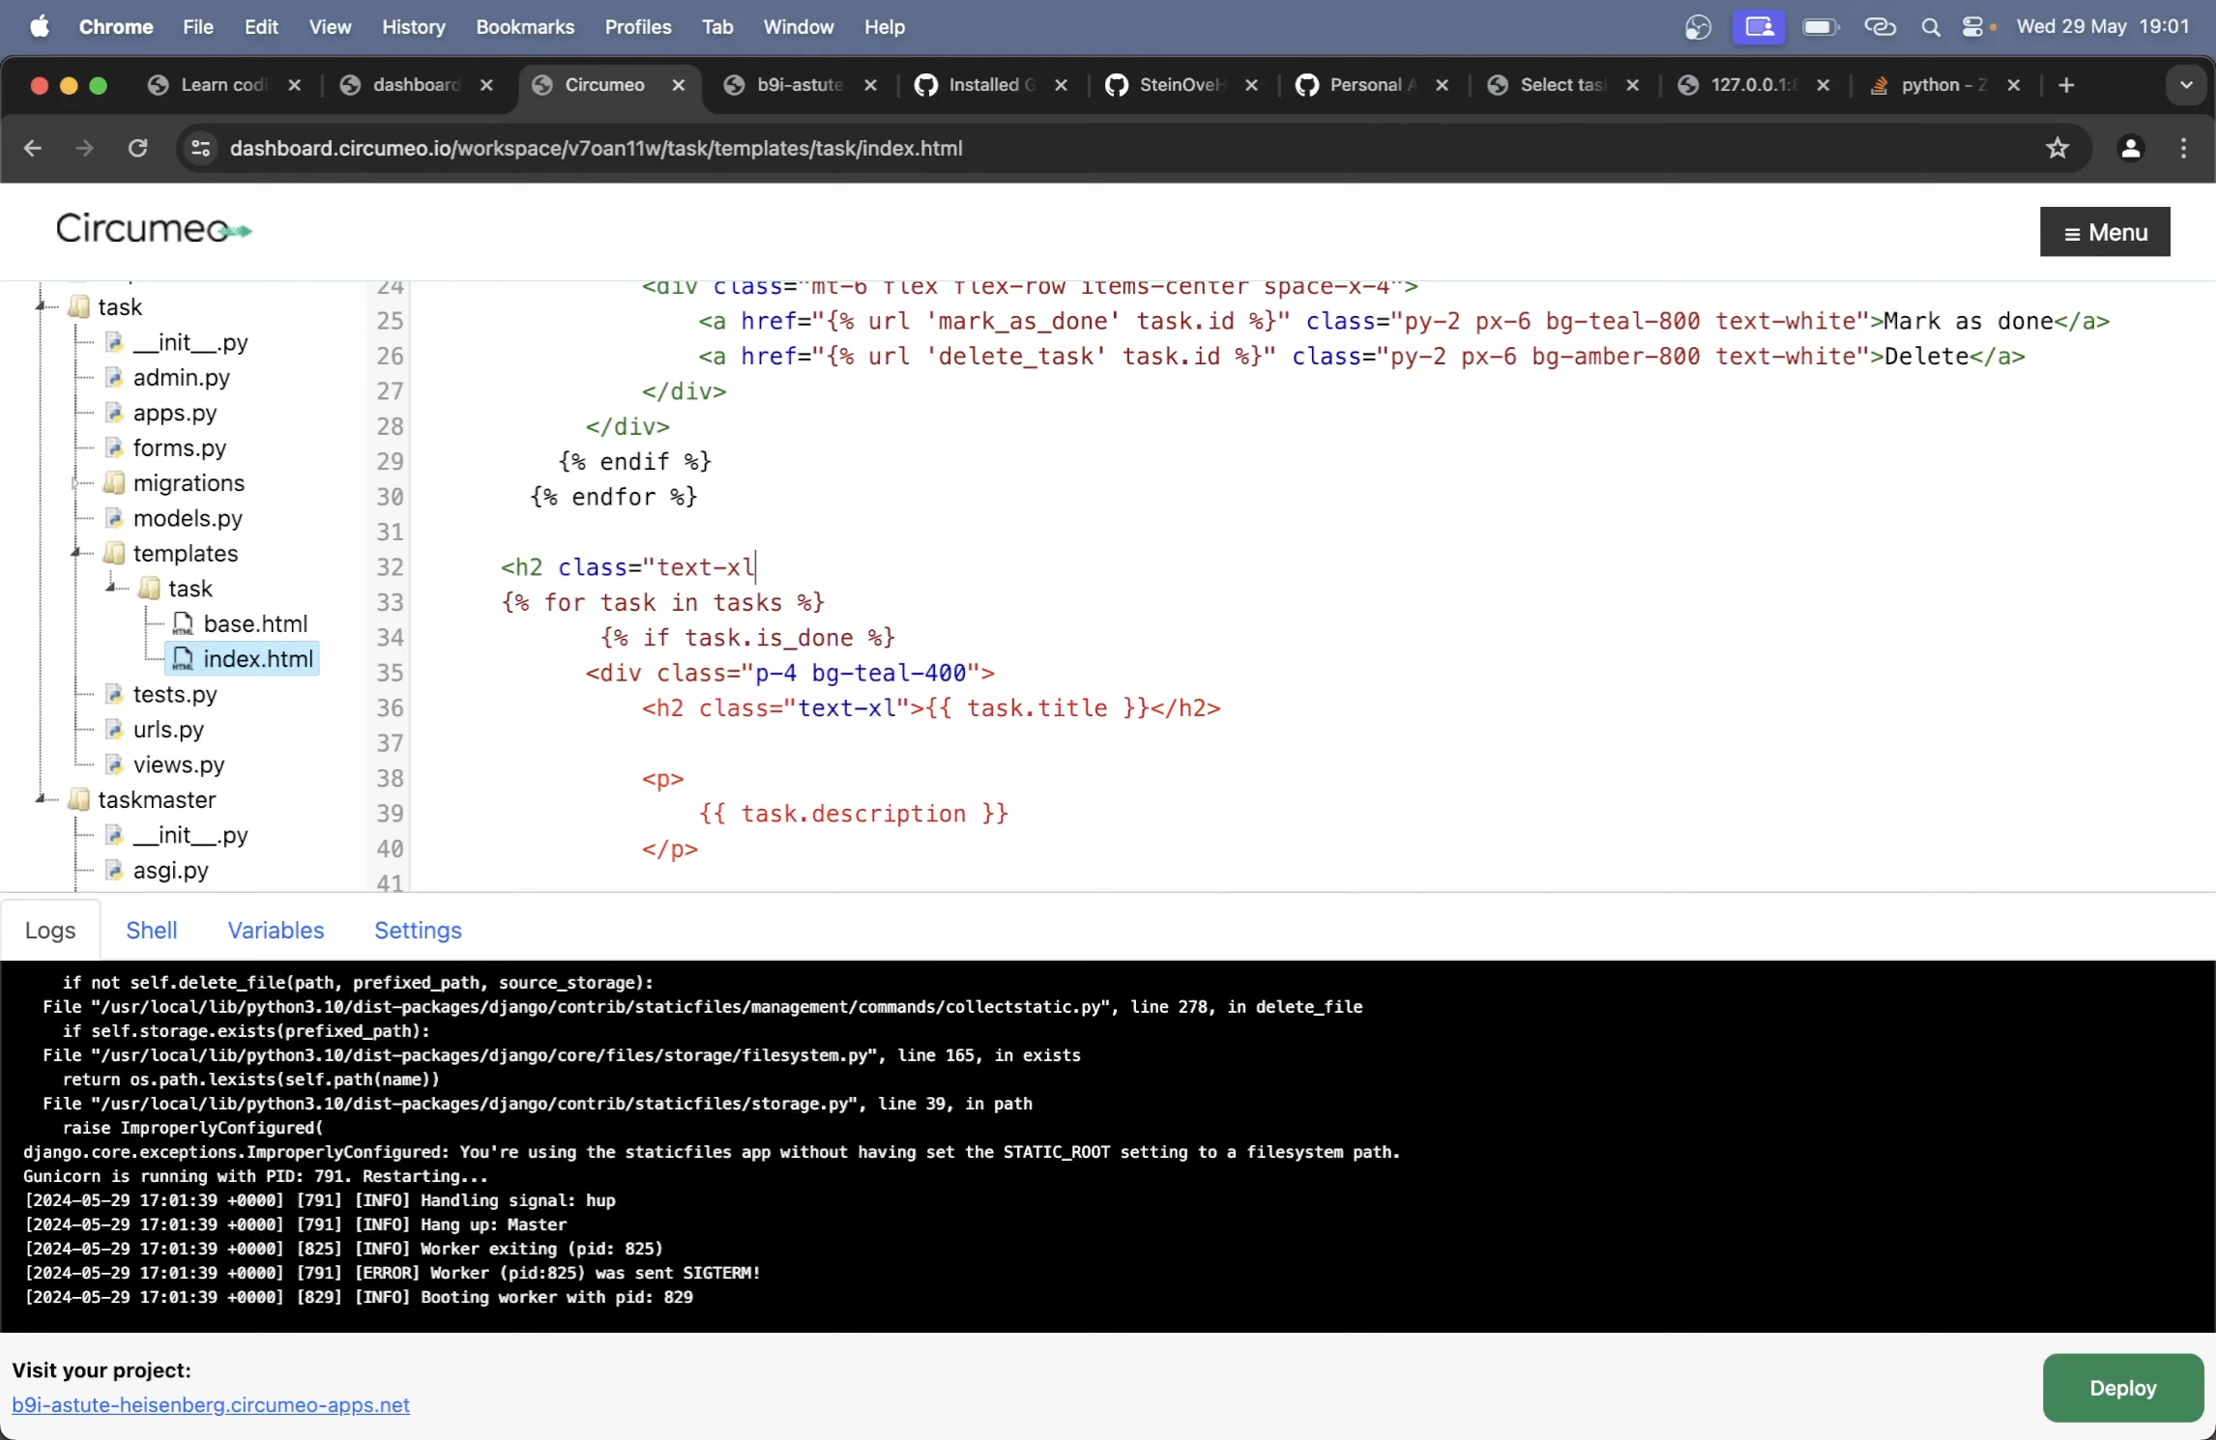 Chrome File Edit View History Bookmarks Profiles Tab Window Help Wed 29 May 19:01
Learn codi dashboard Circumeo b9i-astute Installed G SteinOveH Personal A Select tas 127.0.0.1:8 python - Z
dashboard.circumeo.io/workspace/v7oan11w/task/templates/task/index.html
Circumeo
≡ Menu
task
__init__.py
admin.py
apps.py
forms.py
migrations
models.py
templates
task
base.html
index.html
tests.py
urls.py
views.py
taskmaster
__init__.py
asgi.py
24 <div class="mt-6 flex flex-row items-center space-x-4">
25 <a href="{% url 'mark_as_done' task.id %}" class="py-2 px-6 bg-teal-800 text-white">Mark as done</a>
26 <a href="{% url 'delete_task' task.id %}" class="py-2 px-6 bg-amber-800 text-white">Delete</a>
27 </div>
28 </div>
29 {% endif %}
30 {% endfor %}
31
32 <h2 class="text-xl
33 {% for task in tasks %}
34 {% if task.is_done %}
35 <div class="p-4 bg-teal-400">
36 <h2 class="text-xl">{{ task.title }}</h2>
37
38 <p>
39 {{ task.description }}
40 </p>
41
Logs Shell Variables Settings
if not self.delete_file(path, prefixed_path, source_storage):
File "/usr/local/lib/python3.10/dist-packages/django/contrib/staticfiles/management/commands/collectstatic.py", line 278, in delete_file
if self.storage.exists(prefixed_path):
File "/usr/local/lib/python3.10/dist-packages/django/core/files/storage/filesystem.py", line 165, in exists
return os.path.lexists(self.path(name))
File "/usr/local/lib/python3.10/dist-packages/django/contrib/staticfiles/storage.py", line 39, in path
raise ImproperlyConfigured(
django.core.exceptions.ImproperlyConfigured: You're using the staticfiles app without having set the STATIC_ROOT setting to a filesystem path.
Gunicorn is running with PID: 791. Restarting...
[2024-05-29 17:01:39 +0000] [791] [INFO] Handling signal: hup
[2024-05-29 17:01:39 +0000] [791] [INFO] Hang up: Master
[2024-05-29 17:01:39 +0000] [825] [INFO] Worker exiting (pid: 825)
[2024-05-29 17:01:39 +0000] [791] [ERROR] Worker (pid:825) was sent SIGTERM!
[2024-05-29 17:01:39 +0000] [829] [INFO] Booting worker with pid: 829
Visit your project:
b9i-astute-heisenberg.circumeo-apps.net
Deploy